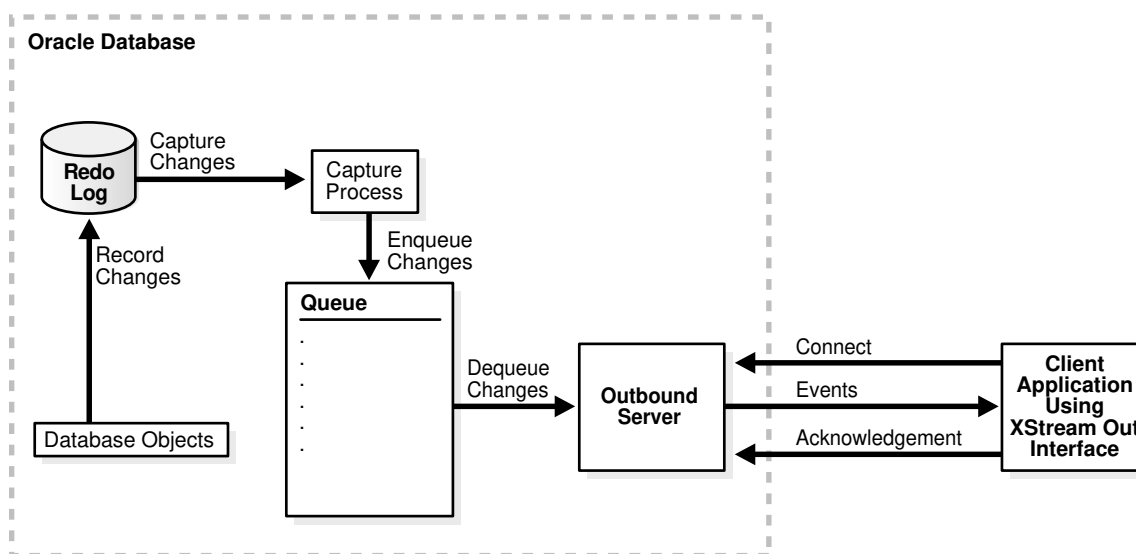 Oracle Database
Capture
Changes
Redo
Log
Capture
Process
Record
Changes
Enqueue
Changes
Queue
.
.
.
.
.
.
Dequeue
Changes
Outbound
Server
Database Objects
Connect
Events
Acknowledgement
Client
Application
Using
XStream Out
Interface